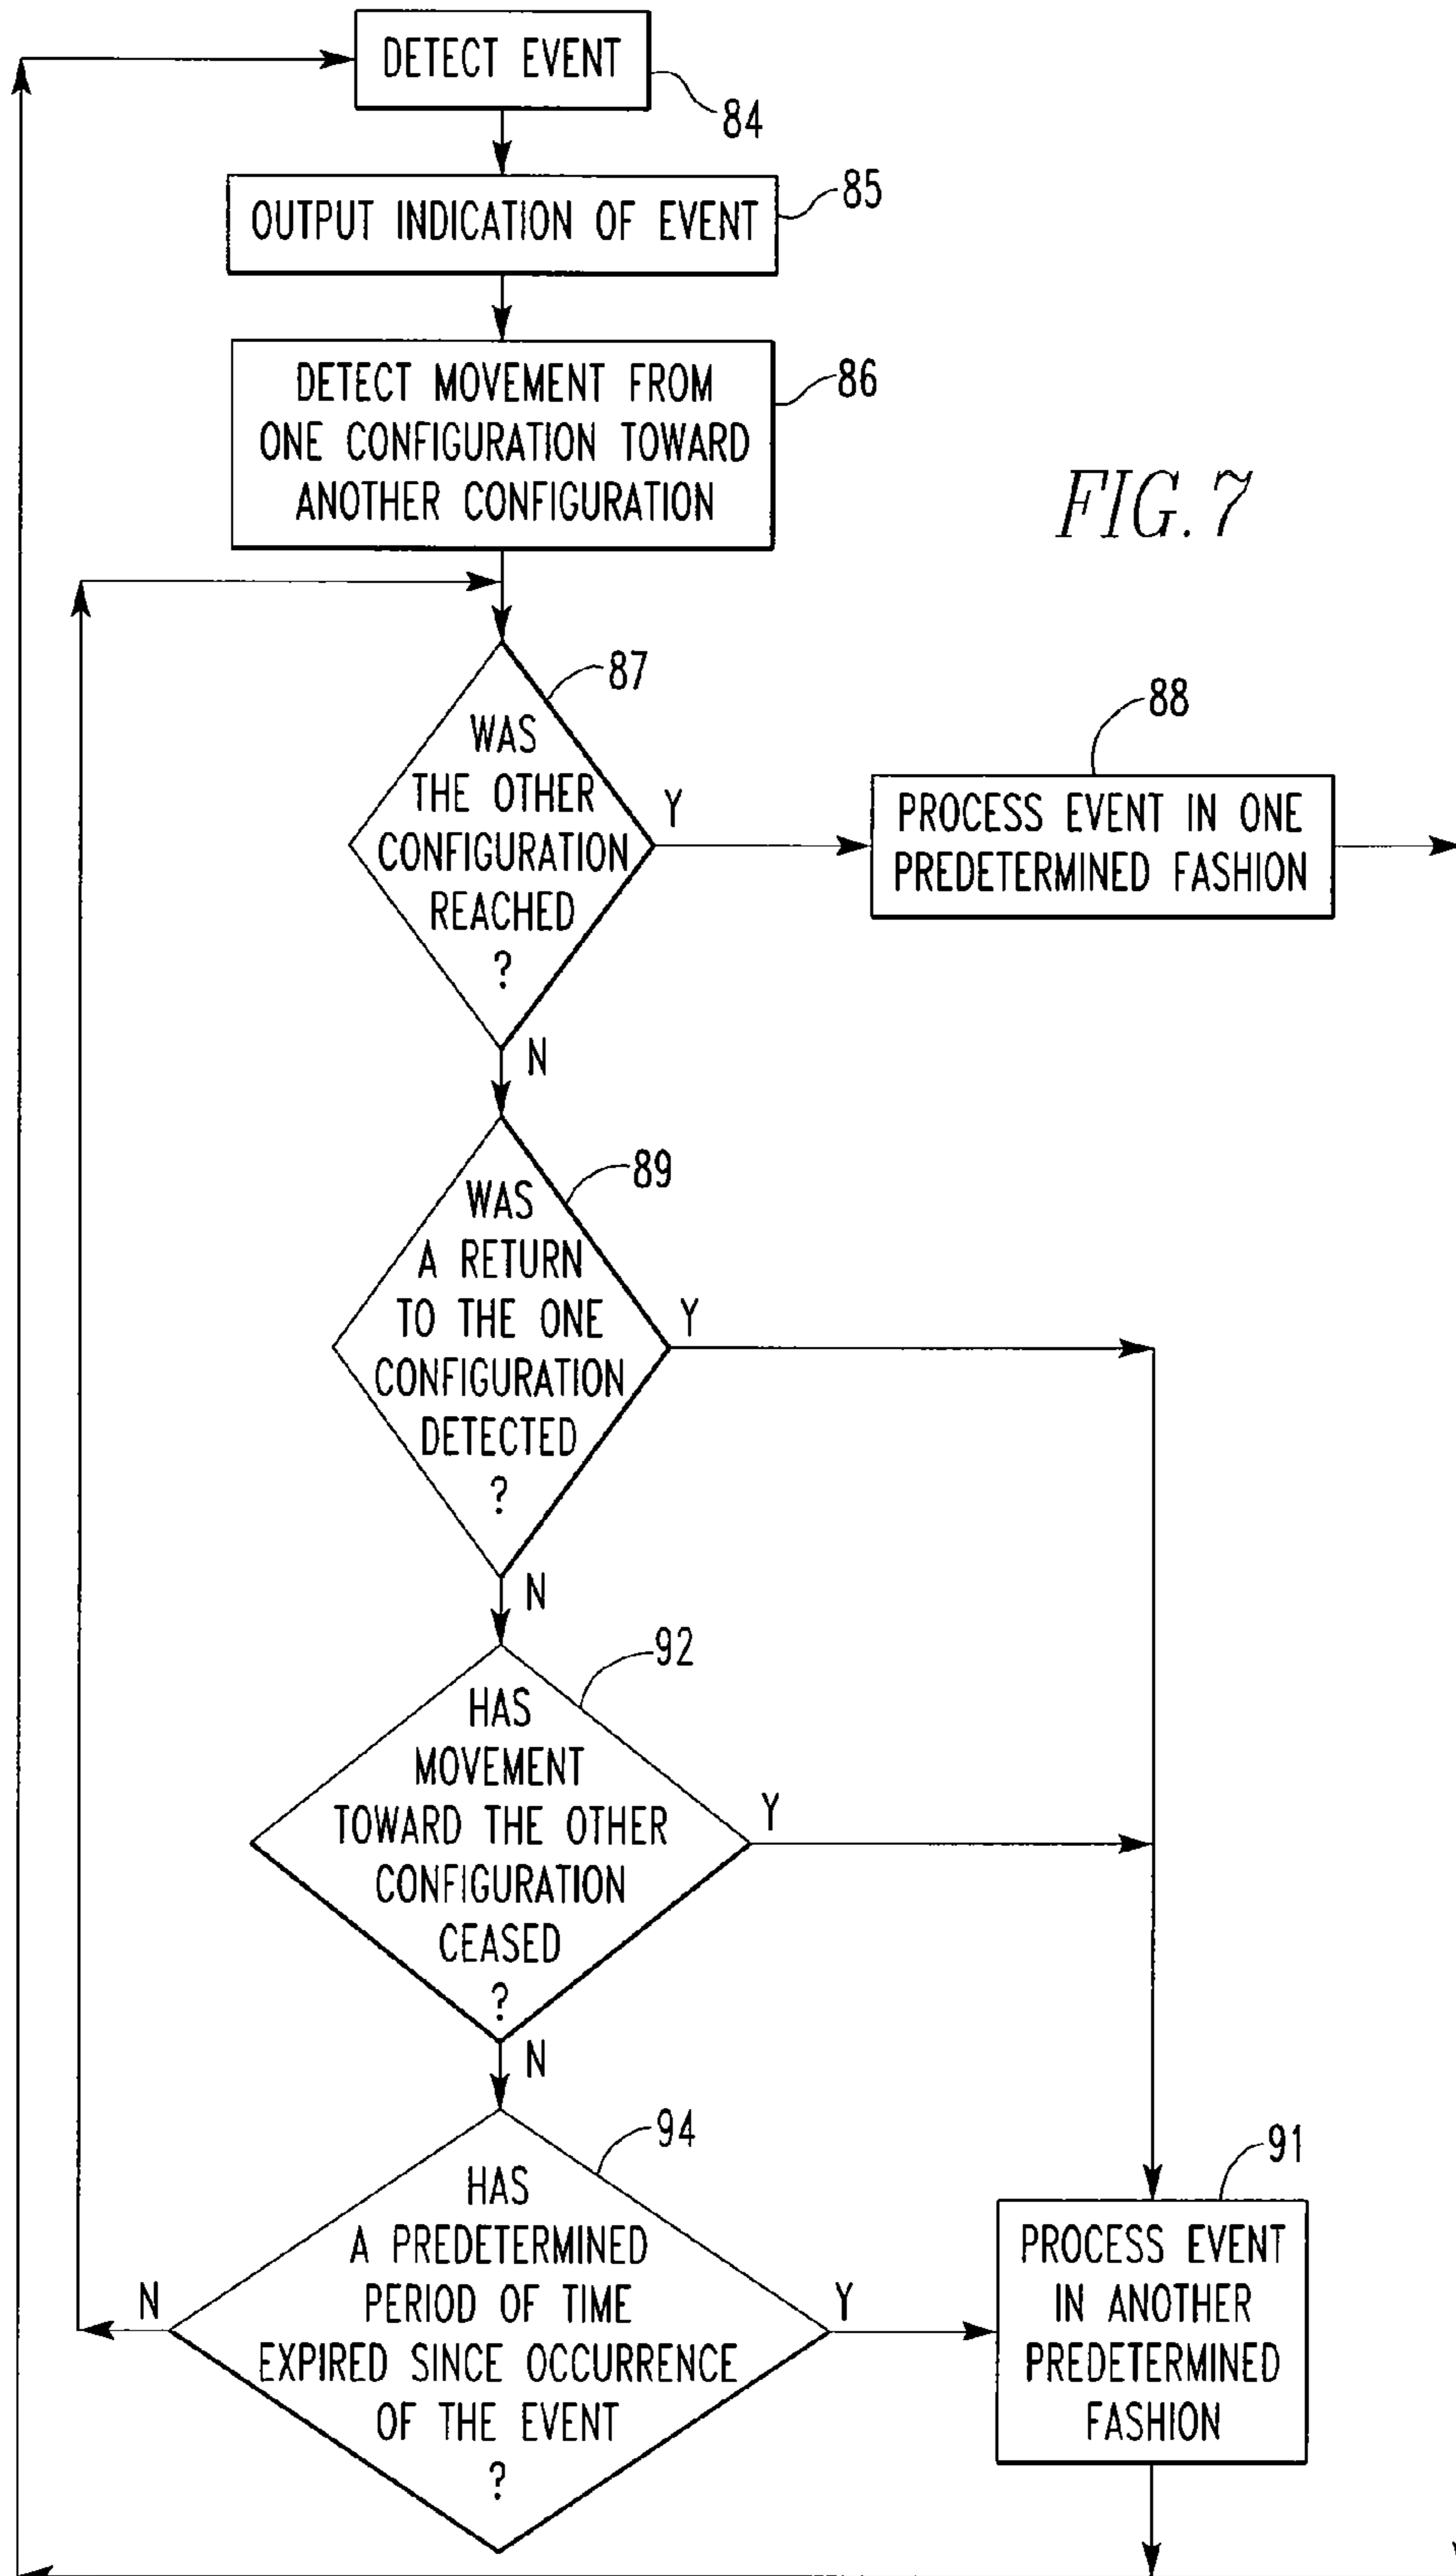 DETECT EVENT
84
OUTPUT INDICATION OF EVENT
85
DETECT MOVEMENT FROM
ONE CONFIGURATION TOWARD
ANOTHER CONFIGURATION
86
FIG. 7
87
WAS
THE OTHER
CONFIGURATION
REACHED
?
Y
88
PROCESS EVENT IN ONE
PREDETERMINED FASHION
N
89
WAS
A RETURN
TO THE ONE
CONFIGURATION
DETECTED
?
Y
N
92
HAS
MOVEMENT
TOWARD THE OTHER
CONFIGURATION
CEASED
?
Y
N
94
HAS
A PREDETERMINED
PERIOD OF TIME
EXPIRED SINCE OCCURRENCE
OF THE EVENT
?
N
Y
91
PROCESS EVENT
IN ANOTHER
PREDETERMINED
FASHION